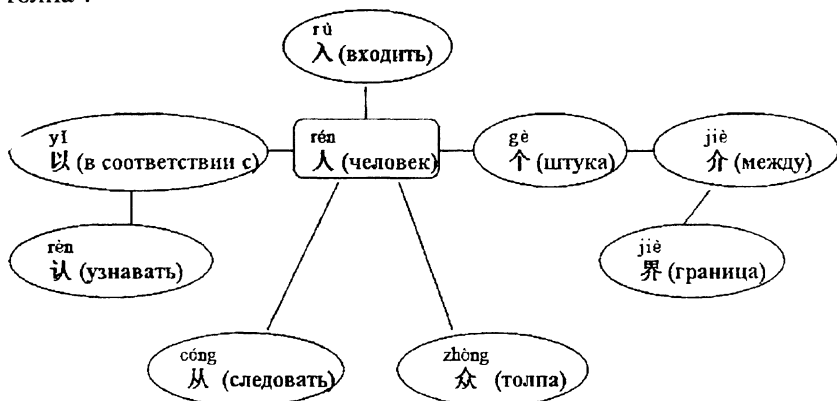 толпа".
rù
入 (входить)
yǐ
以 (в соответствии с)
rén
人 (человек)
gè
个 (штука)
jiè
介 (между)
rèn
认 (узнавать)
jiè
界 (граница)
cóng
从 (следовать)
zhòng
众 (толпа)